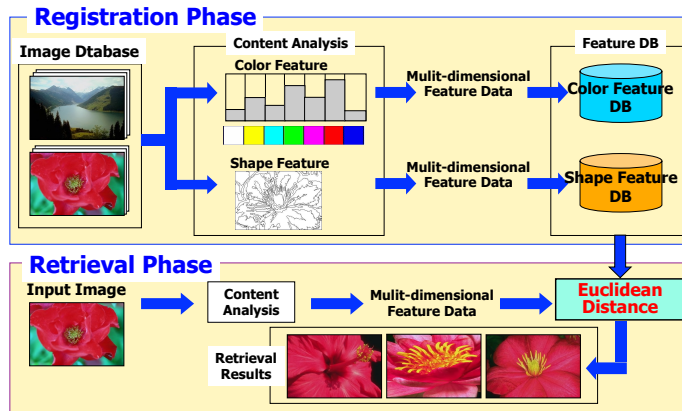 Registration Phase
Image Dtabase
Content Analysis
Color Feature
Shape Feature
Mulit-dimensional
Feature Data
Mulit-dimensional
Feature Data
Feature DB
Color Feature
DB
Shape Feature
DB
Retrieval Phase
Input Image
Content
Analysis
Mulit-dimensional
Feature Data
Euclidean
Distance
Retrieval
Results